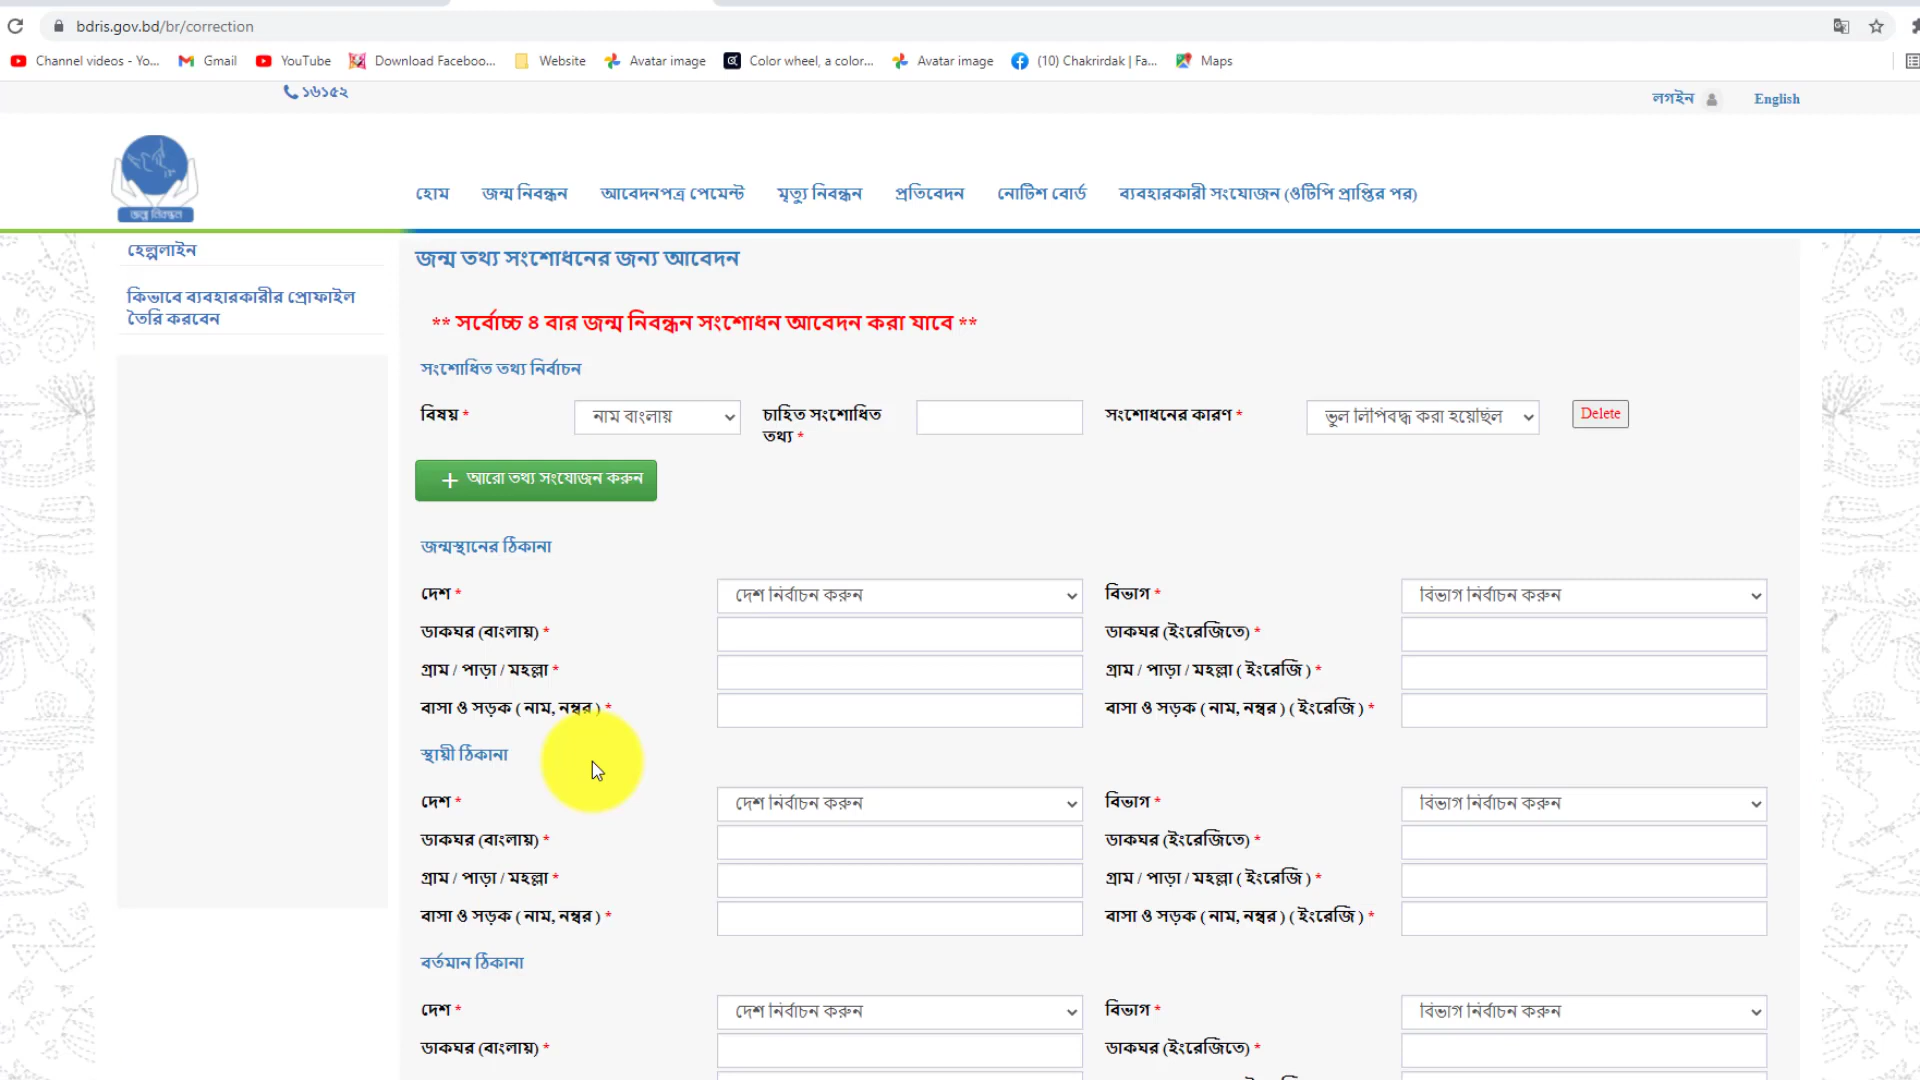 bdris.gov.bd/br/correction
Channel videos - Yo... Gmail YouTube Download Faceboo... Website Avatar image Color wheel, a color... Avatar image (10) Chakrirdak | Fa... Maps
১৬১৫২ লগইন English
জন্ম নিবন্ধন
হোম জন্ম নিবন্ধন আবেদনপত্র পেমেন্ট মৃত্যু নিবন্ধন প্রতিবেদন নোটিশ বোর্ড ব্যবহারকারী সংযোজন (ওটিপি প্রাপ্তির পর)
হেল্পলাইন
কিভাবে ব্যবহারকারীর প্রোফাইল
তৈরি করবেন
জন্ম তথ্য সংশোধনের জন্য আবেদন
** সর্বোচ্চ ৪ বার জন্ম নিবন্ধন সংশোধন আবেদন করা যাবে **
সংশোধিত তথ্য নির্বাচন
বিষয় * নাম বাংলায় চাহিত সংশোধিত তথ্য * সংশোধনের কারণ * ভুল লিপিবদ্ধ করা হয়েছিল Delete
+ আরো তথ্য সংযোজন করুন
জন্মস্থানের ঠিকানা
দেশ * দেশ নির্বাচন করুন বিভাগ * বিভাগ নির্বাচন করুন
ডাকঘর (বাংলায়) * ডাকঘর (ইংরেজিতে) *
গ্রাম / পাড়া / মহল্লা * গ্রাম / পাড়া / মহল্লা ( ইংরেজি ) *
বাসা ও সড়ক ( নাম, নম্বর ) * বাসা ও সড়ক ( নাম, নম্বর ) ( ইংরেজি ) *
স্থায়ী ঠিকানা
দেশ * দেশ নির্বাচন করুন বিভাগ * বিভাগ নির্বাচন করুন
ডাকঘর (বাংলায়) * ডাকঘর (ইংরেজিতে) *
গ্রাম / পাড়া / মহল্লা * গ্রাম / পাড়া / মহল্লা ( ইংরেজি ) *
বাসা ও সড়ক ( নাম, নম্বর ) * বাসা ও সড়ক ( নাম, নম্বর ) ( ইংরেজি ) *
বর্তমান ঠিকানা
দেশ * দেশ নির্বাচন করুন বিভাগ * বিভাগ নির্বাচন করুন
ডাকঘর (বাংলায়) * ডাকঘর (ইংরেজিতে) *